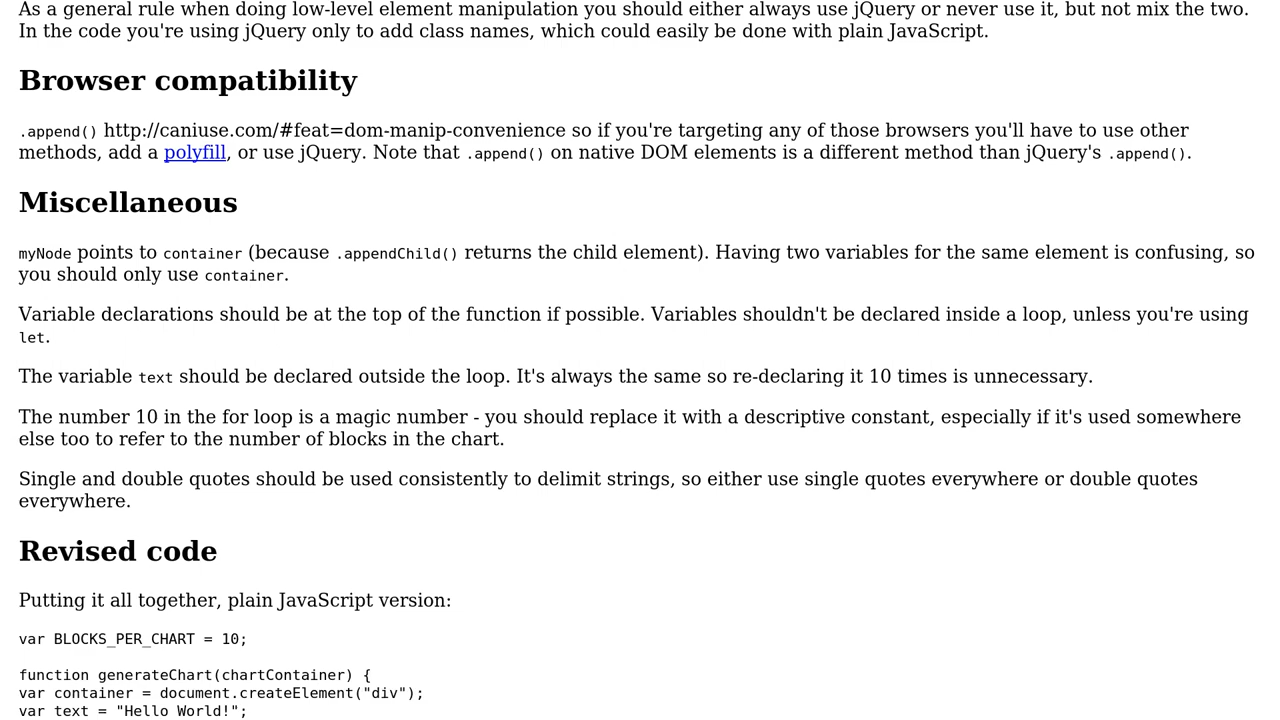 As a general rule when doing low-level element manipulation you should either always use jQuery or never use it, but not mix the two.
In the code you're using jQuery only to add class names, which could easily be done with plain JavaScript.
Browser compatibility
.append() http://caniuse.com/#feat=dom-manip-convenience so if you're targeting any of those browsers you'll have to use other
methods, add a polyfill, or use jQuery. Note that .append() on native DOM elements is a different method than jQuery's .append().
Miscellaneous
myNode points to container (because .appendChild() returns the child element). Having two variables for the same element is confusing, so
you should only use container.
Variable declarations should be at the top of the function if possible. Variables shouldn't be declared inside a loop, unless you're using
let.
The variable text should be declared outside the loop. It's always the same so re-declaring it 10 times is unnecessary.
The number 10 in the for loop is a magic number - you should replace it with a descriptive constant, especially if it's used somewhere
else too to refer to the number of blocks in the chart.
Single and double quotes should be used consistently to delimit strings, so either use single quotes everywhere or double quotes
everywhere.
Revised code
Putting it all together, plain JavaScript version:
var BLOCKS_PER_CHART = 10;
function generateChart(chartContainer) {
var container = document.createElement("div");
var text = "Hello World!";